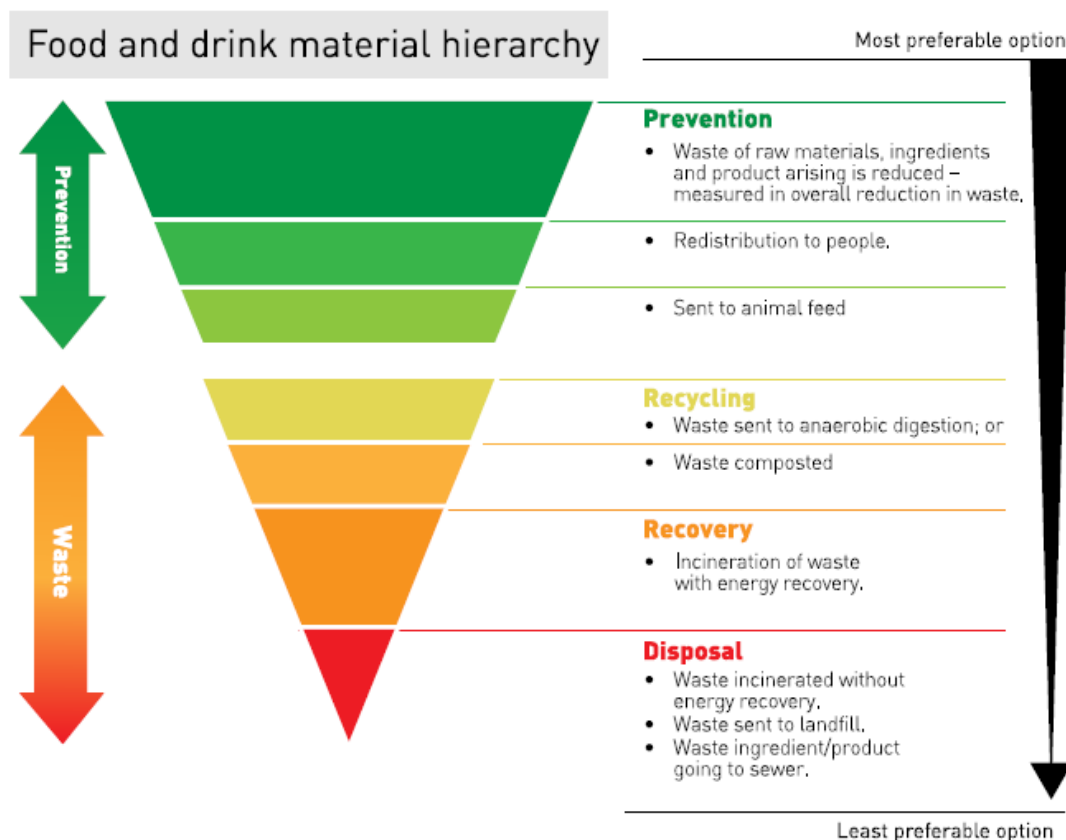 Food and drink material hierarchy
Most preferable option
Prevention
Prevention
• Waste of raw materials, ingredients
and product arising is reduced –
measured in overall reduction in waste.
• Redistribution to people.
• Sent to animal feed
Waste
Recycling
• Waste sent to anaerobic digestion; or
• Waste composted
Recovery
• Incineration of waste
with energy recovery.
Disposal
• Waste incinerated without
energy recovery.
• Waste sent to landfill.
• Waste ingredient/product
going to sewer.
Least preferable option